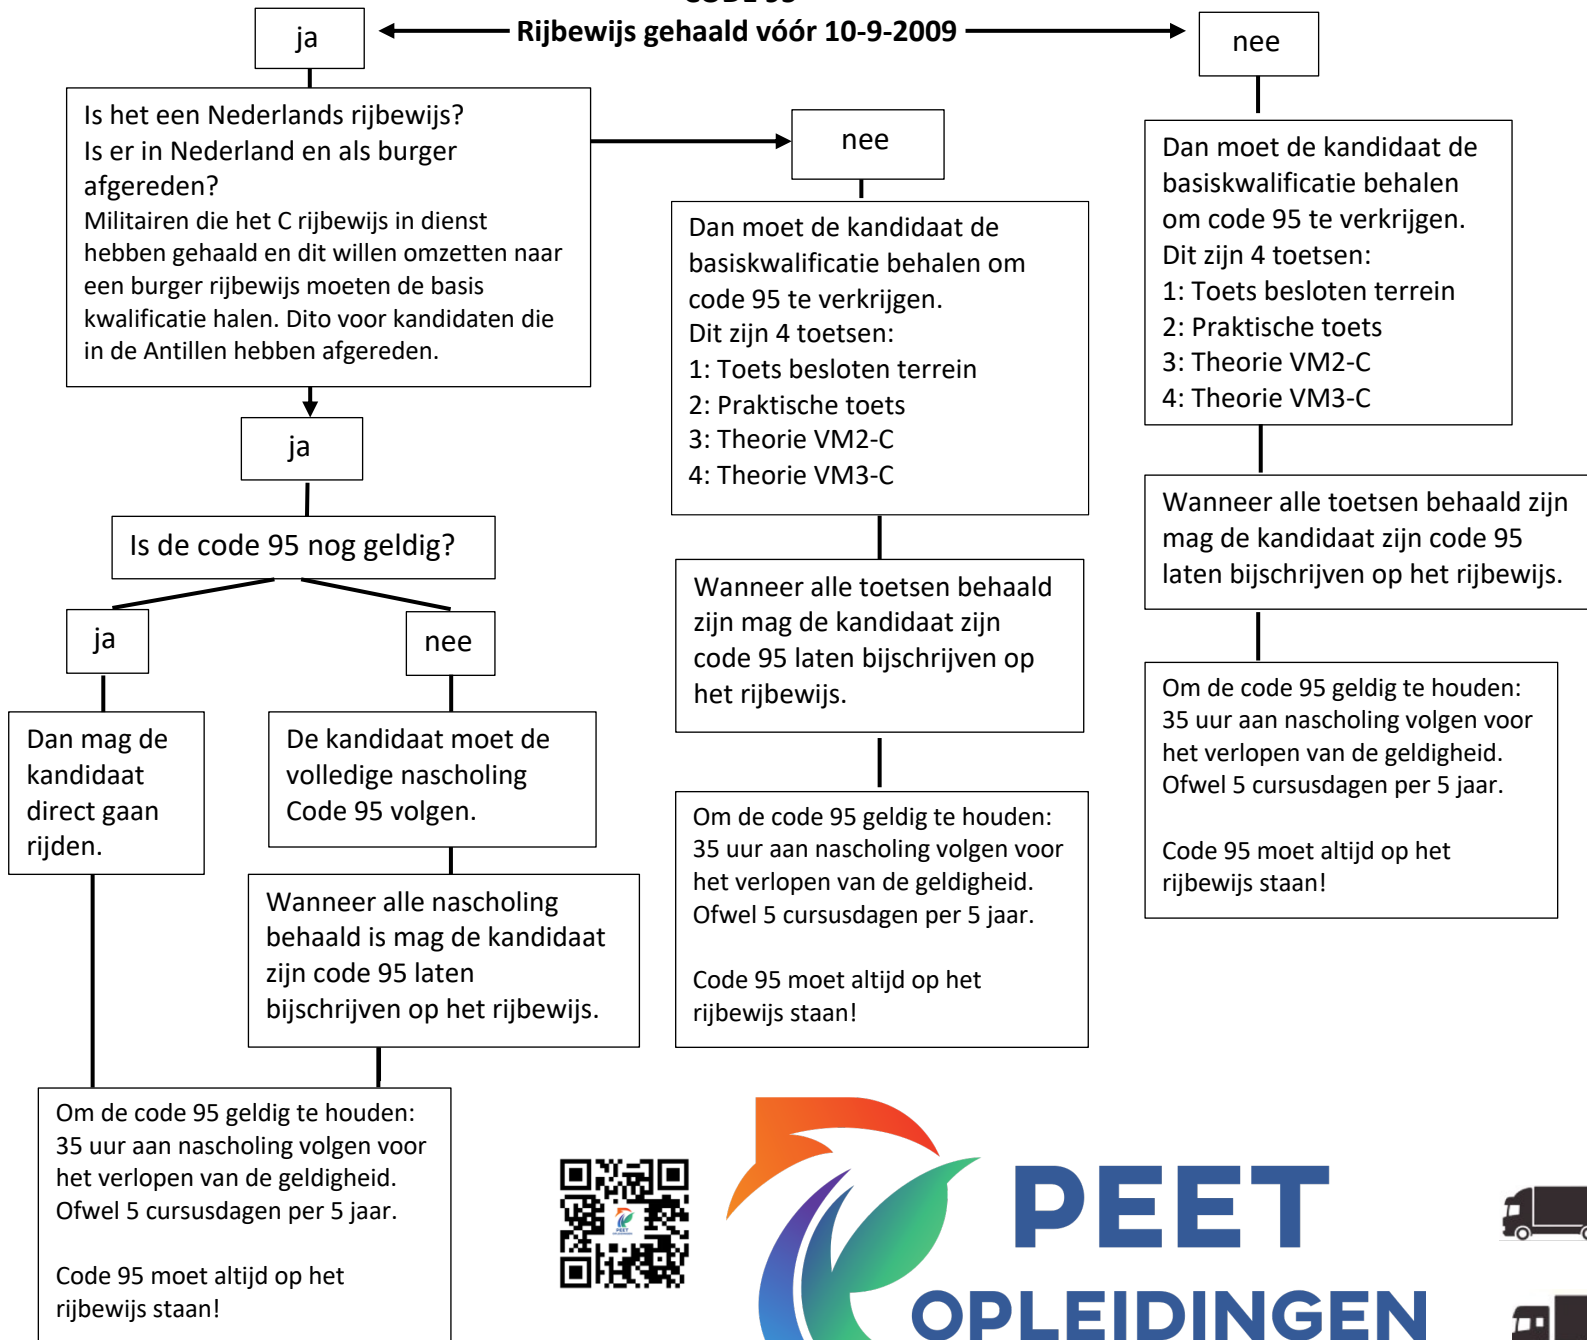 CODE 95
Rijbewijs gehaald vóór 10-9-2009
ja
nee
Is het een Nederlands rijbewijs?
Is er in Nederland en als burger
afgereden?
Militairen die het C rijbewijs in dienst
hebben gehaald en dit willen omzetten naar
een burger rijbewijs moeten de basis
kwalificatie halen. Dito voor kandidaten die
in de Antillen hebben afgereden.
nee
Dan moet de kandidaat de
basiskwalificatie behalen om
code 95 te verkrijgen.
Dit zijn 4 toetsen:
1: Toets besloten terrein
2: Praktische toets
3: Theorie VM2-C
4: Theorie VM3-C
Dan moet de kandidaat de
basiskwalificatie behalen
om code 95 te verkrijgen.
Dit zijn 4 toetsen:
1: Toets besloten terrein
2: Praktische toets
3: Theorie VM2-C
4: Theorie VM3-C
ja
Is de code 95 nog geldig?
ja
nee
Dan mag de
kandidaat
direct gaan
rijden.
De kandidaat moet de
volledige nascholing
Code 95 volgen.
Wanneer alle nascholing
behaald is mag de kandidaat
zijn code 95 laten
bijschrijven op het rijbewijs.
Wanneer alle toetsen behaald
zijn mag de kandidaat zijn
code 95 laten bijschrijven op
het rijbewijs.
Wanneer alle toetsen behaald zijn
mag de kandidaat zijn code 95
laten bijschrijven op het rijbewijs.
Om de code 95 geldig te houden:
35 uur aan nascholing volgen voor
het verlopen van de geldigheid.
Ofwel 5 cursusdagen per 5 jaar.
Code 95 moet altijd op het
rijbewijs staan!
Om de code 95 geldig te houden:
35 uur aan nascholing volgen voor
het verlopen van de geldigheid.
Ofwel 5 cursusdagen per 5 jaar.
Code 95 moet altijd op het
rijbewijs staan!
Om de code 95 geldig te houden:
35 uur aan nascholing volgen voor
het verlopen van de geldigheid.
Ofwel 5 cursusdagen per 5 jaar.
Code 95 moet altijd op het
rijbewijs staan!
PEET
OPLEIDINGEN